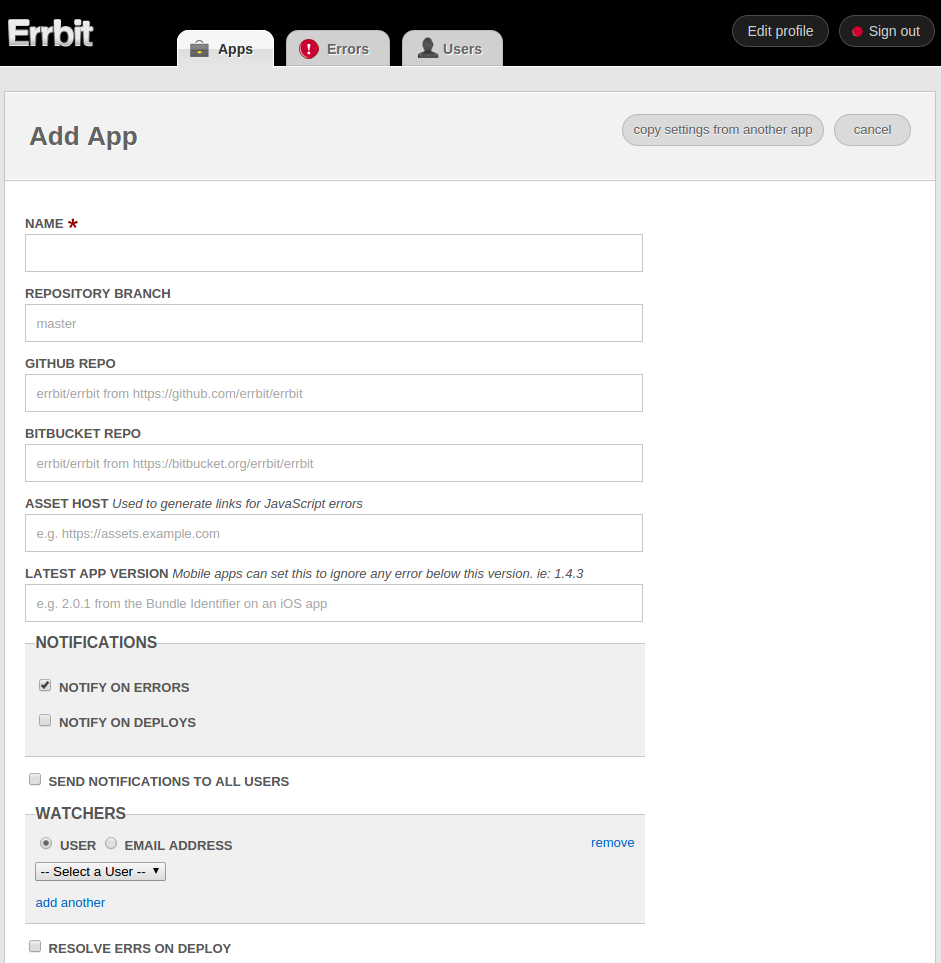 Errbit
Apps
Errors
Users
Edit profile
Sign out
Add App
copy settings from another app
cancel
NAME *
REPOSITORY BRANCH
master
GITHUB REPO
errbit/errbit from https://github.com/errbit/errbit
BITBUCKET REPO
errbit/errbit from https://bitbucket.org/errbit/errbit
ASSET HOST Used to generate links for JavaScript errors
e.g. https://assets.example.com
LATEST APP VERSION Mobile apps can set this to ignore any error below this version. ie: 1.4.3
e.g. 2.0.1 from the Bundle Identifier on an iOS app
NOTIFICATIONS
NOTIFY ON ERRORS
NOTIFY ON DEPLOYS
SEND NOTIFICATIONS TO ALL USERS
WATCHERS
USER EMAIL ADDRESS remove
-- Select a User --
add another
RESOLVE ERRS ON DEPLOY